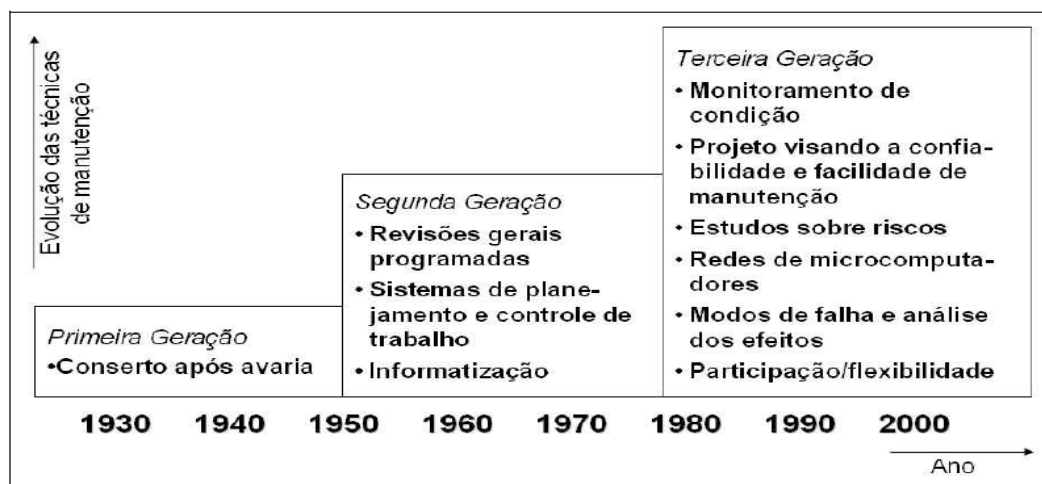 Evolução das técnicas
de manutenção
Primeira Geração
•Conserto após avaria
Segunda Geração
• Revisões gerais
programadas
• Sistemas de plane-
jamento e controle de
trabalho
• Informatização
Terceira Geração
• Monitoramento de
condição
• Projeto visando a confia-
bilidade e facilidade de
manutenção
• Estudos sobre riscos
• Redes de microcomputa-
dores
• Modos de falha e análise
dos efeitos
• Participação/flexibilidade
1930 1940 1950 1960 1970 1980 1990 2000
Ano